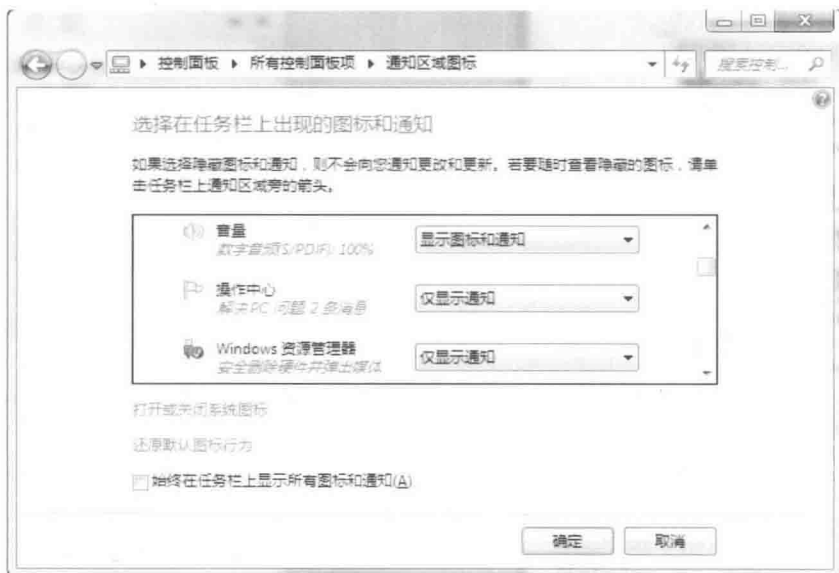 控制面板 ▸ 所有控制面板项 ▸ 通知区域图标
搜索控制...
选择在任务栏上出现的图标和通知
如果选择隐藏图标和通知，则不会向您通知更改和更新。若要随时查看隐藏的图标，请单
击任务栏上通知区域旁的箭头。
音量
数字音频(S/PDIF): 100%
显示图标和通知
操作中心
解决 PC 问题 2 条消息
仅显示通知
Windows 资源管理器
安全删除硬件并弹出媒体
仅显示通知
打开或关闭系统图标
还原默认图标行为
始终在任务栏上显示所有图标和通知(A)
确定
取消